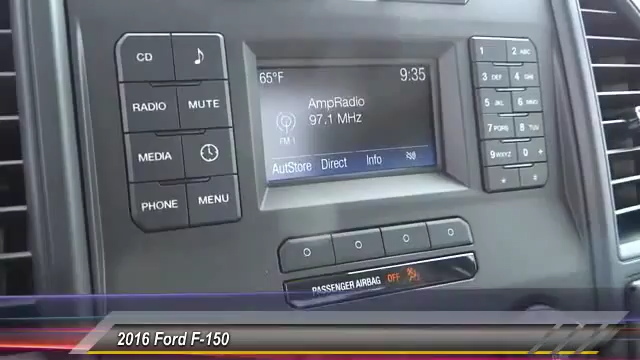 CD
RADIO MUTE
MEDIA
PHONE MENU
65°F 9:35
AmpRadio
97.1 MHz
FM 1
AutoStore Direct Info
1 2 ABC
3 DEF 4 GHI
5 JKL 6 MNO
7 PQRS 8 TUV
9 WXYZ 0 +
PASSENGER AIRBAG OFF
2016 Ford F-150